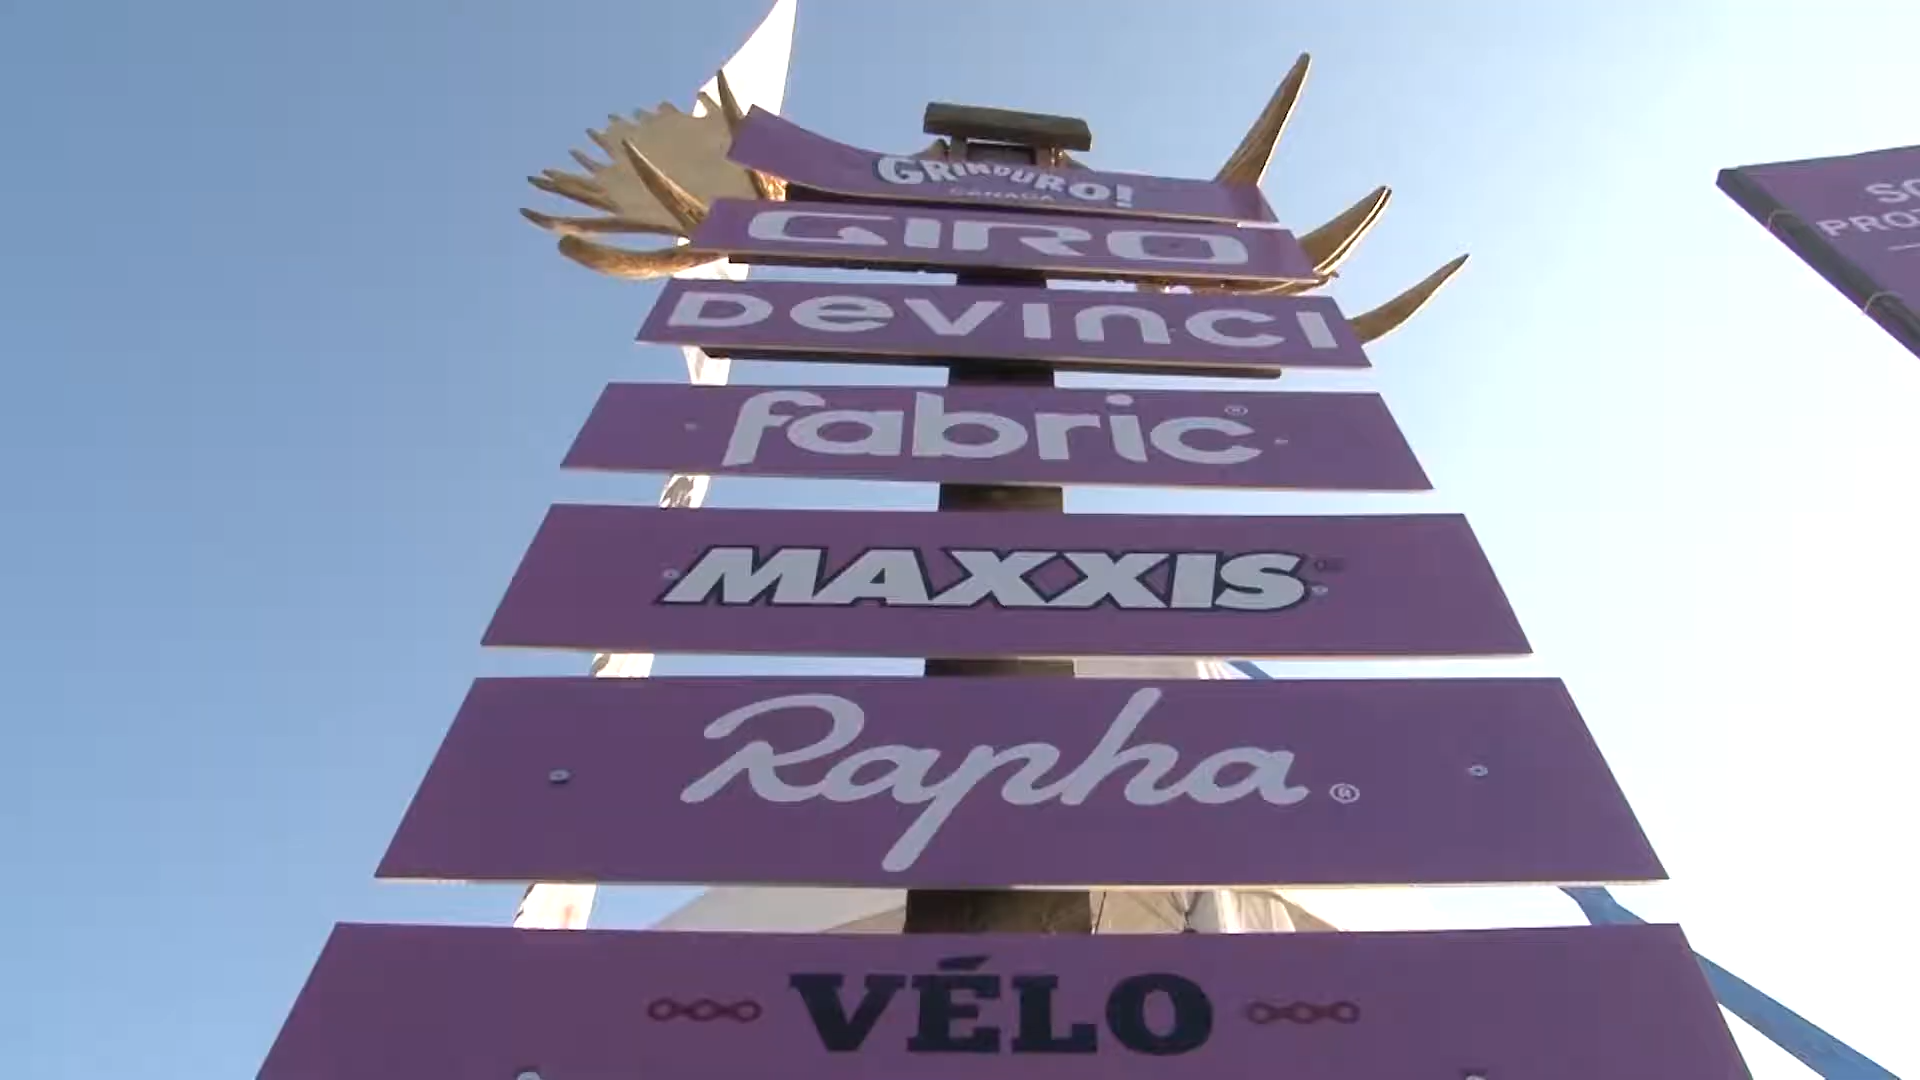 GRINDURO!
CANADA
GIRO
DEVINCI
fabric®
MAXXIS
Rapha®
VÉLO